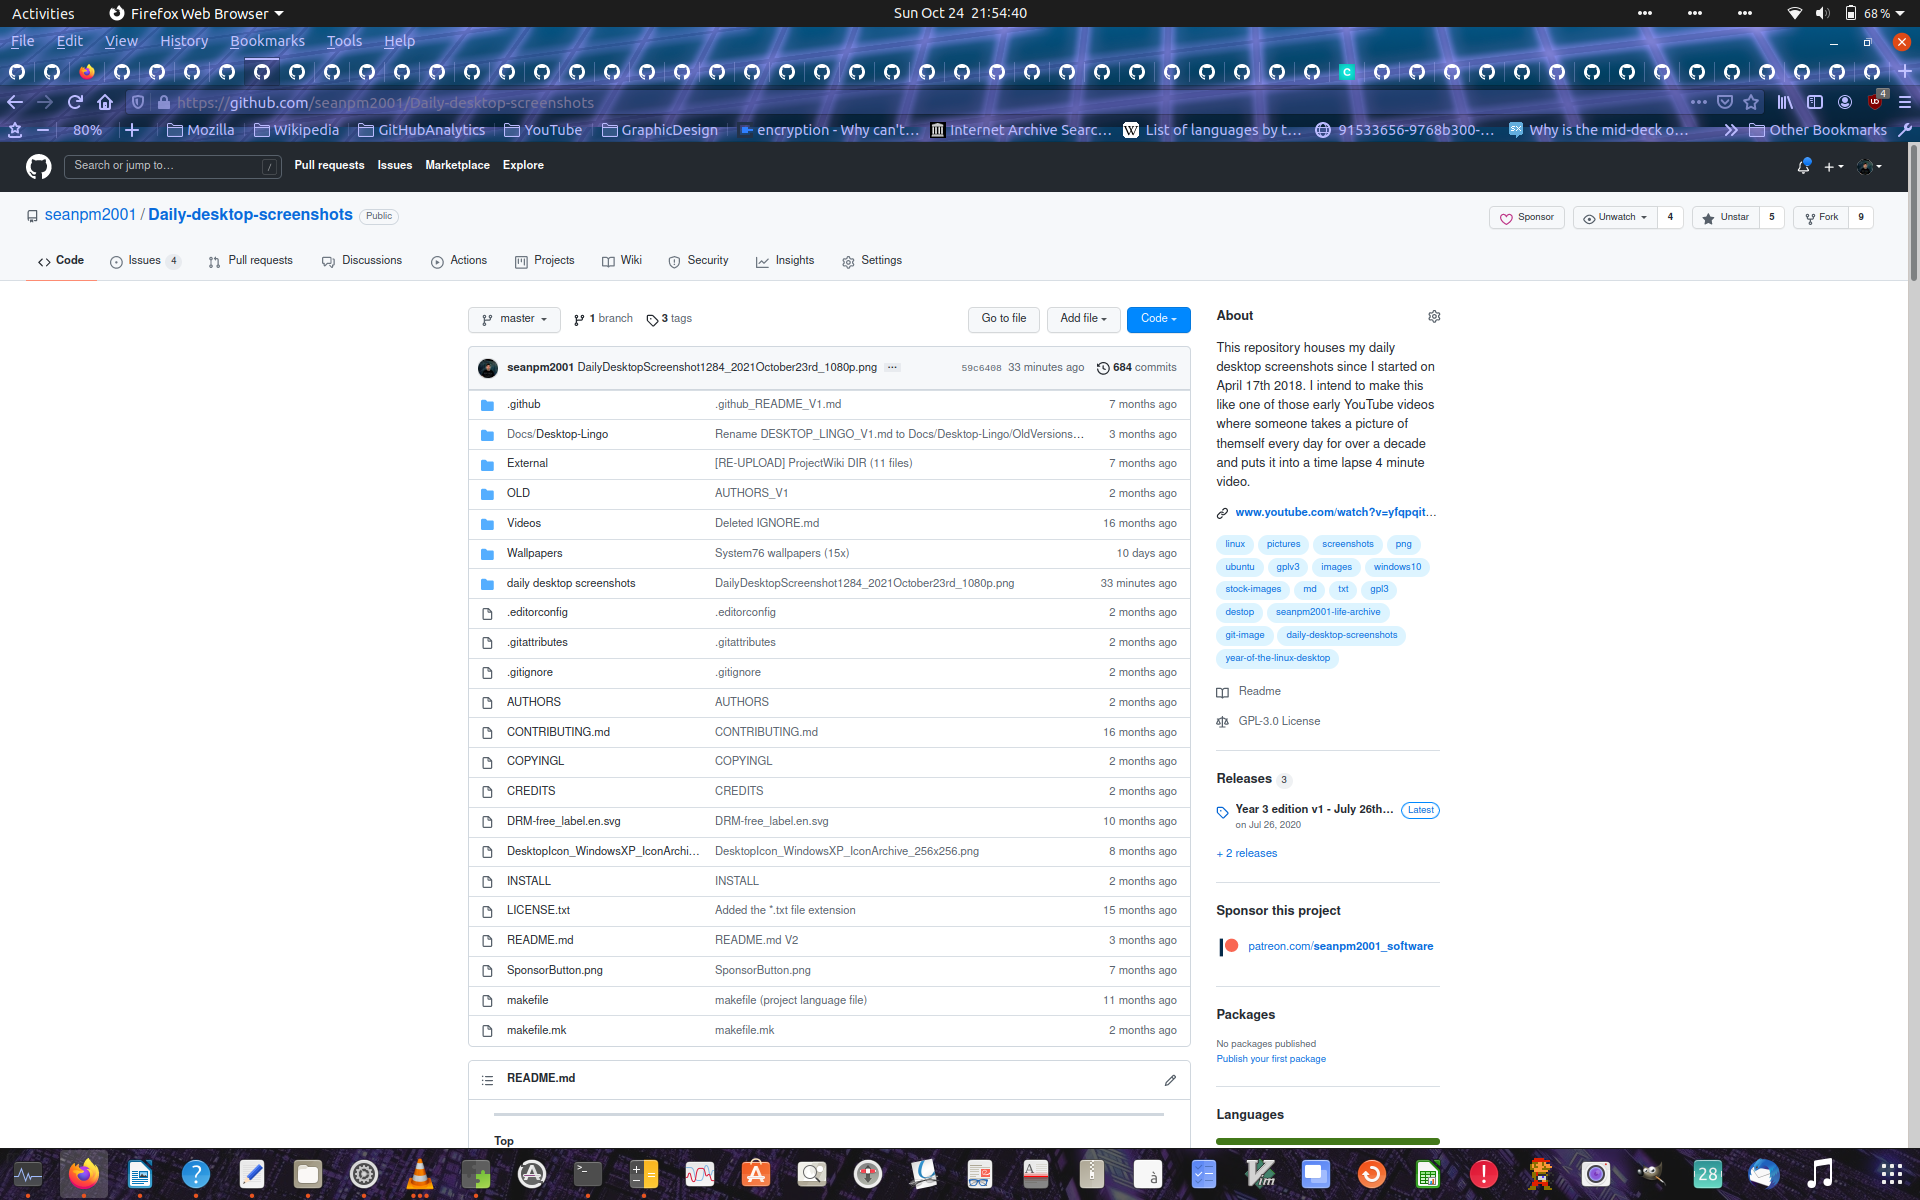 Activities Firefox Web Browser Sun Oct 24 21:54:40 68 %
File Edit View History Bookmarks Tools Help
https://github.com/seanpm2001/Daily-desktop-screenshots 4
80% Mozilla Wikipedia GitHubAnalytics YouTube GraphicDesign encryption - Why can't… Internet Archive Searc… List of languages by t… 91533656-9768b300-… Why is the mid-deck o… Other Bookmarks
Search or jump to… / Pull requests Issues Marketplace Explore
seanpm2001 / Daily-desktop-screenshots Public Sponsor Unwatch 4 Unstar 5 Fork 9
Code Issues 4 Pull requests Discussions Actions Projects Wiki Security Insights Settings
master 1 branch 3 tags Go to file Add file Code
seanpm2001 DailyDesktopScreenshot1284_2021October23rd_1080p.png ... 59c6408 33 minutes ago 684 commits
.github .github_README_V1.md 7 months ago
Docs/Desktop-Lingo Rename DESKTOP_LINGO_V1.md to Docs/Desktop-Lingo/OldVersions… 3 months ago
External [RE-UPLOAD] ProjectWiki DIR (11 files) 7 months ago
OLD AUTHORS_V1 2 months ago
Videos Deleted IGNORE.md 16 months ago
Wallpapers System76 wallpapers (15x) 10 days ago
daily desktop screenshots DailyDesktopScreenshot1284_2021October23rd_1080p.png 33 minutes ago
.editorconfig .editorconfig 2 months ago
.gitattributes .gitattributes 2 months ago
.gitignore .gitignore 2 months ago
AUTHORS AUTHORS 2 months ago
CONTRIBUTING.md CONTRIBUTING.md 16 months ago
COPYINGL COPYINGL 2 months ago
CREDITS CREDITS 2 months ago
DRM-free_label.en.svg DRM-free_label.en.svg 10 months ago
DesktopIcon_WindowsXP_IconArchi… DesktopIcon_WindowsXP_IconArchive_256x256.png 8 months ago
INSTALL INSTALL 2 months ago
LICENSE.txt Added the *.txt file extension 15 months ago
README.md README.md V2 3 months ago
SponsorButton.png SponsorButton.png 7 months ago
makefile makefile (project language file) 11 months ago
makefile.mk makefile.mk 2 months ago
README.md
Top
About
This repository houses my daily
desktop screenshots since I started on
April 17th 2018. I intend to make this
like one of those early YouTube videos
where someone takes a picture of
themself every day for over a decade
and puts it into a time lapse 4 minute
video.
www.youtube.com/watch?v=yfqpqit…
linux pictures screenshots png
ubuntu gplv3 images windows10
stock-images md txt gpl3
destop seanpm2001-life-archive
git-image daily-desktop-screenshots
year-of-the-linux-desktop
Readme
GPL-3.0 License
Releases 3
Year 3 edition v1 - July 26th… Latest
on Jul 26, 2020
+ 2 releases
Sponsor this project
patreon.com/seanpm2001_software
Packages
No packages published
Publish your first package
Languages
28